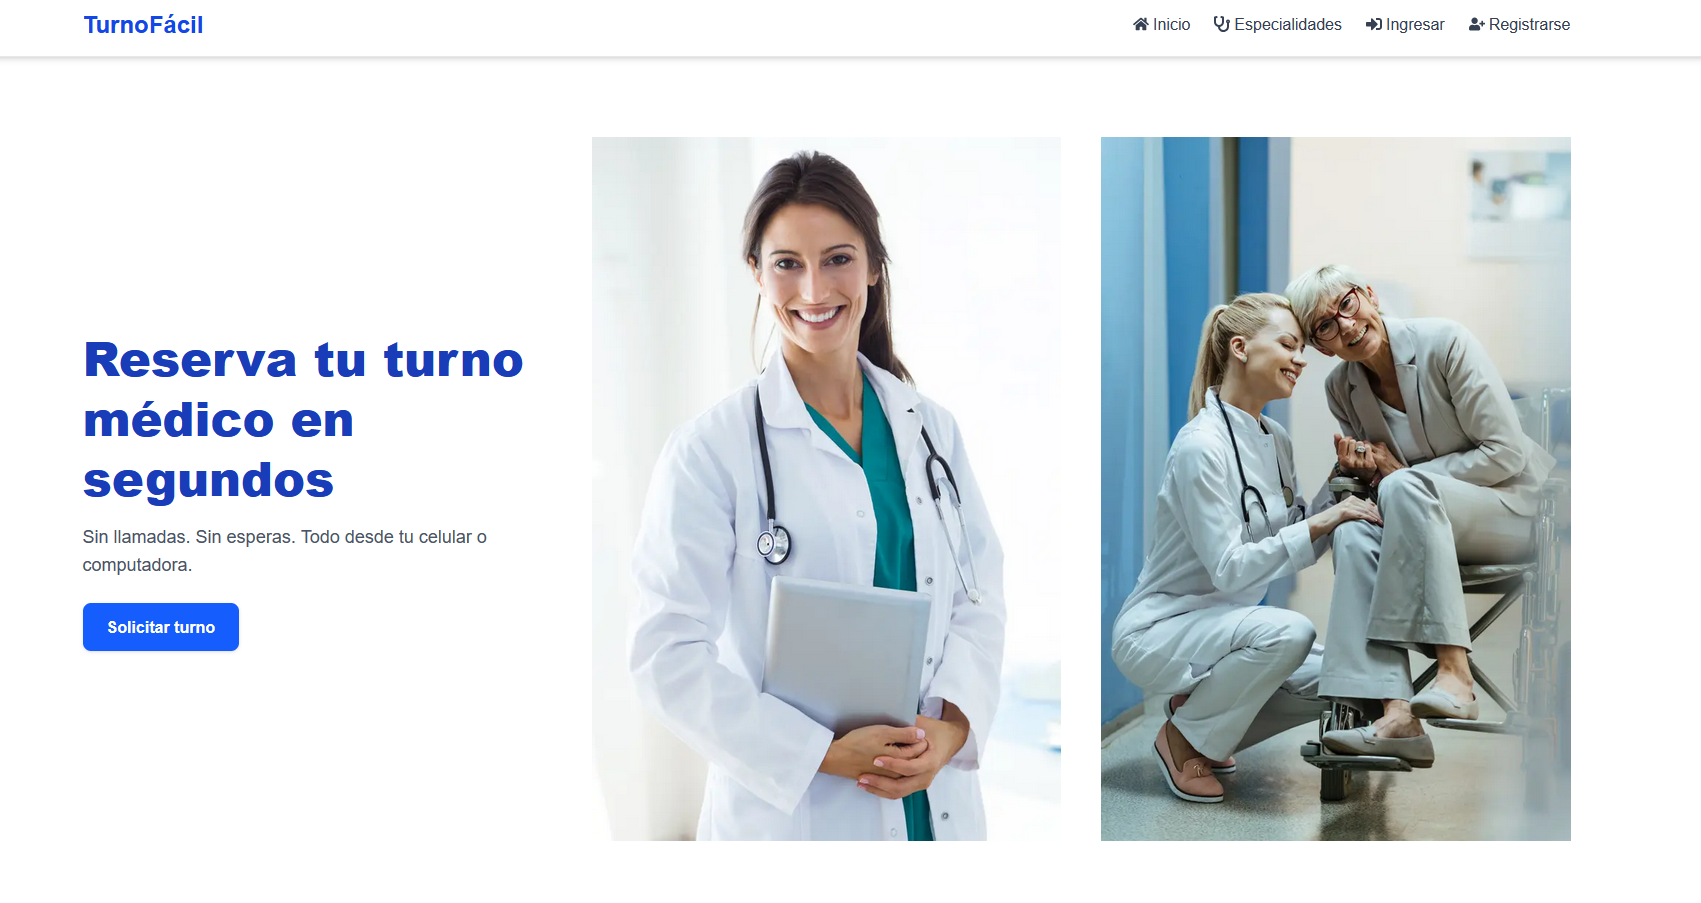 TurnoFácil
Inicio
Especialidades
Ingresar
Registrarse
Reserva tu turno
médico en
segundos
Sin llamadas. Sin esperas. Todo desde tu celular o
computadora.
Solicitar turno